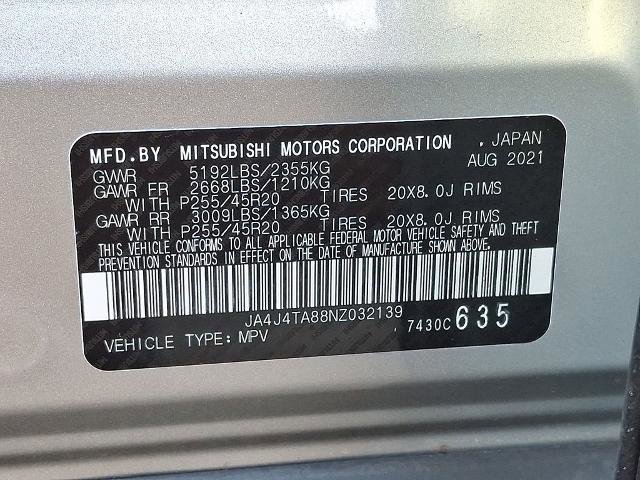 MFD.BY MITSUBISHI MOTORS CORPORATION , JAPAN
GVWR 5192LBS/2355KG AUG 2021
GAWR FR 2668LBS/1210KG
WITH P255/45R20 TIRES 20X8.0J RIMS
GAWR RR 3009LBS/1365KG
WITH P255/45R20 TIRES 20X8.0J RIMS
THIS VEHICLE CONFORMS TO ALL APPLICABLE FEDERAL MOTOR VEHICLE SAFETY AND THEFT
PREVENTION STANDARDS IN EFFECT ON THE DATE OF MANUFACTURE SHOWN ABOVE.
JA4J4TA88NZ032139
VEHICLE TYPE: MPV . 7430C 635